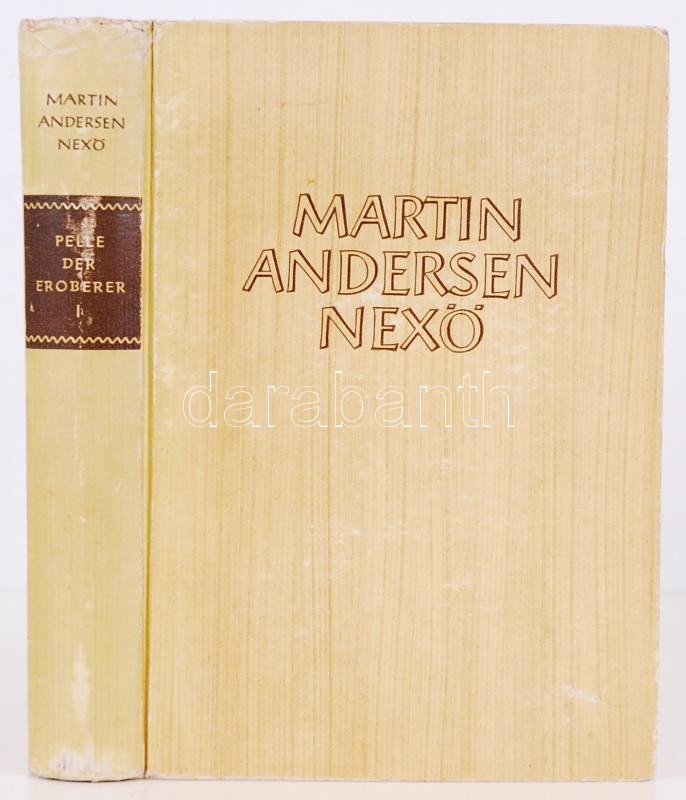 MARTIN
ANDERSEN
NEXÖ
PELLE
DER
EROBERER
I
MARTIN
ANDERSEN
NEXÖ
darabanth